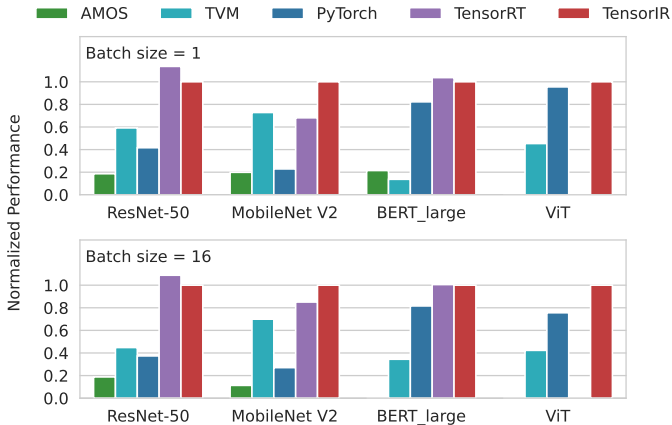 AMOS TVM PyTorch TensorRT TensorIR
Normalized Performance
Batch size = 1
1.0
0.8
0.6
0.4
0.2
0.0
ResNet-50 MobileNet V2 BERT_large ViT
Batch size = 16
1.0
0.8
0.6
0.4
0.2
0.0
ResNet-50 MobileNet V2 BERT_large ViT